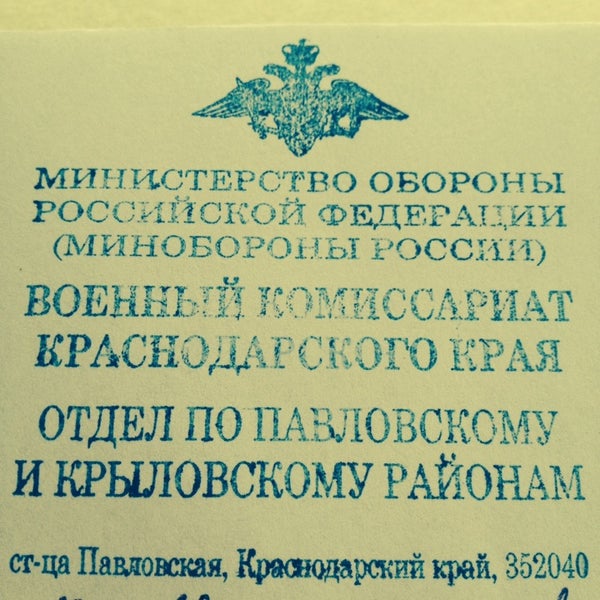 МИНИСТЕРСТВО ОБОРОНЫ
РОССИЙСКОЙ ФЕДЕРАЦИИ
(МИНОБОРОНЫ РОССИИ)
ВОЕННЫЙ КОМИССАРИАТ
КРАСНОДАРСКОГО КРАЯ
ОТДЕЛ ПО ПАВЛОВСКОМУ
И КРЫЛОВСКОМУ РАЙОНАМ
ст-ца Павловская, Краснодарский край, 352040